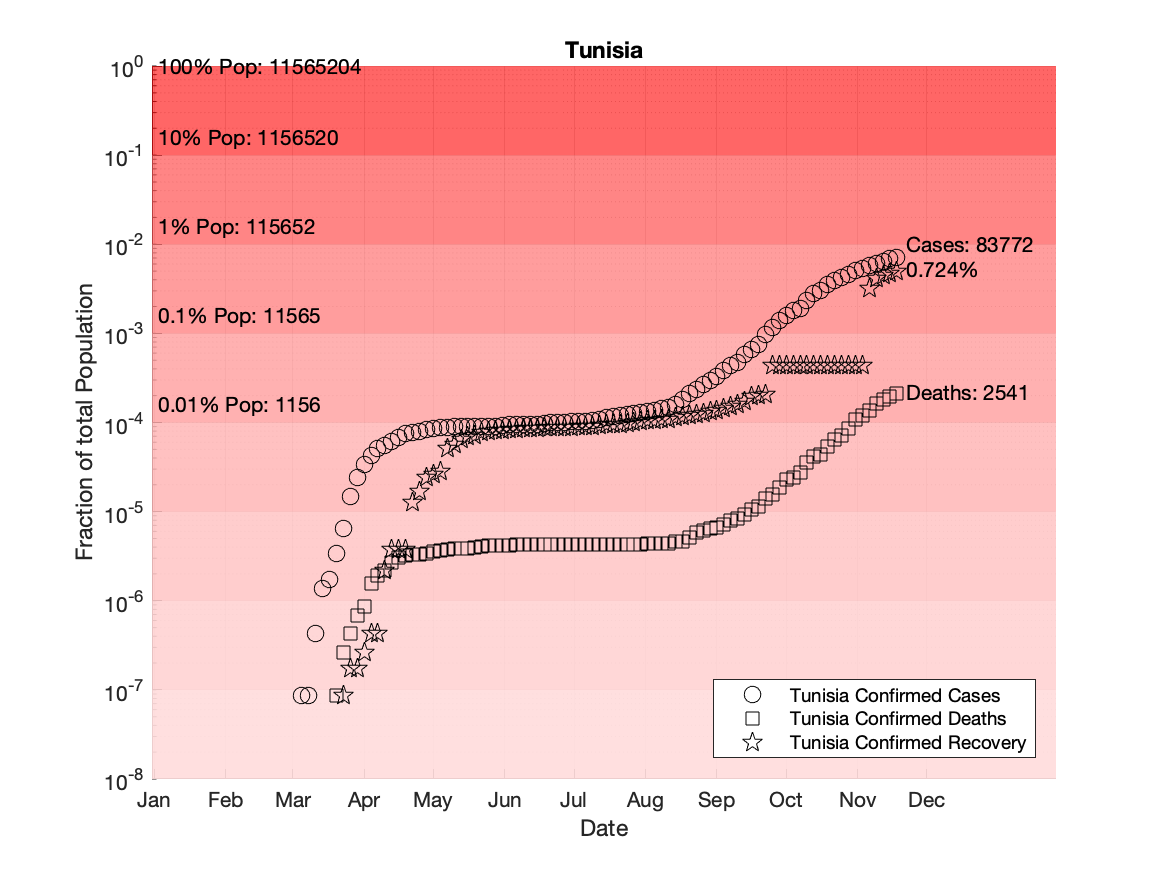 Tunisia
10^0
100% Pop: 11565204
10% Pop: 1156520
10^-1
1% Pop: 115652
10^-2
Cases: 83772
0.724%
0.1% Pop: 11565
10^-3
0.01% Pop: 1156
Deaths: 2541
10^-4
10^-5
10^-6
10^-7
10^-8
Fraction of total Population
Tunisia Confirmed Cases
Tunisia Confirmed Deaths
Tunisia Confirmed Recovery
Jan Feb Mar Apr May Jun Jul Aug Sep Oct Nov Dec
Date